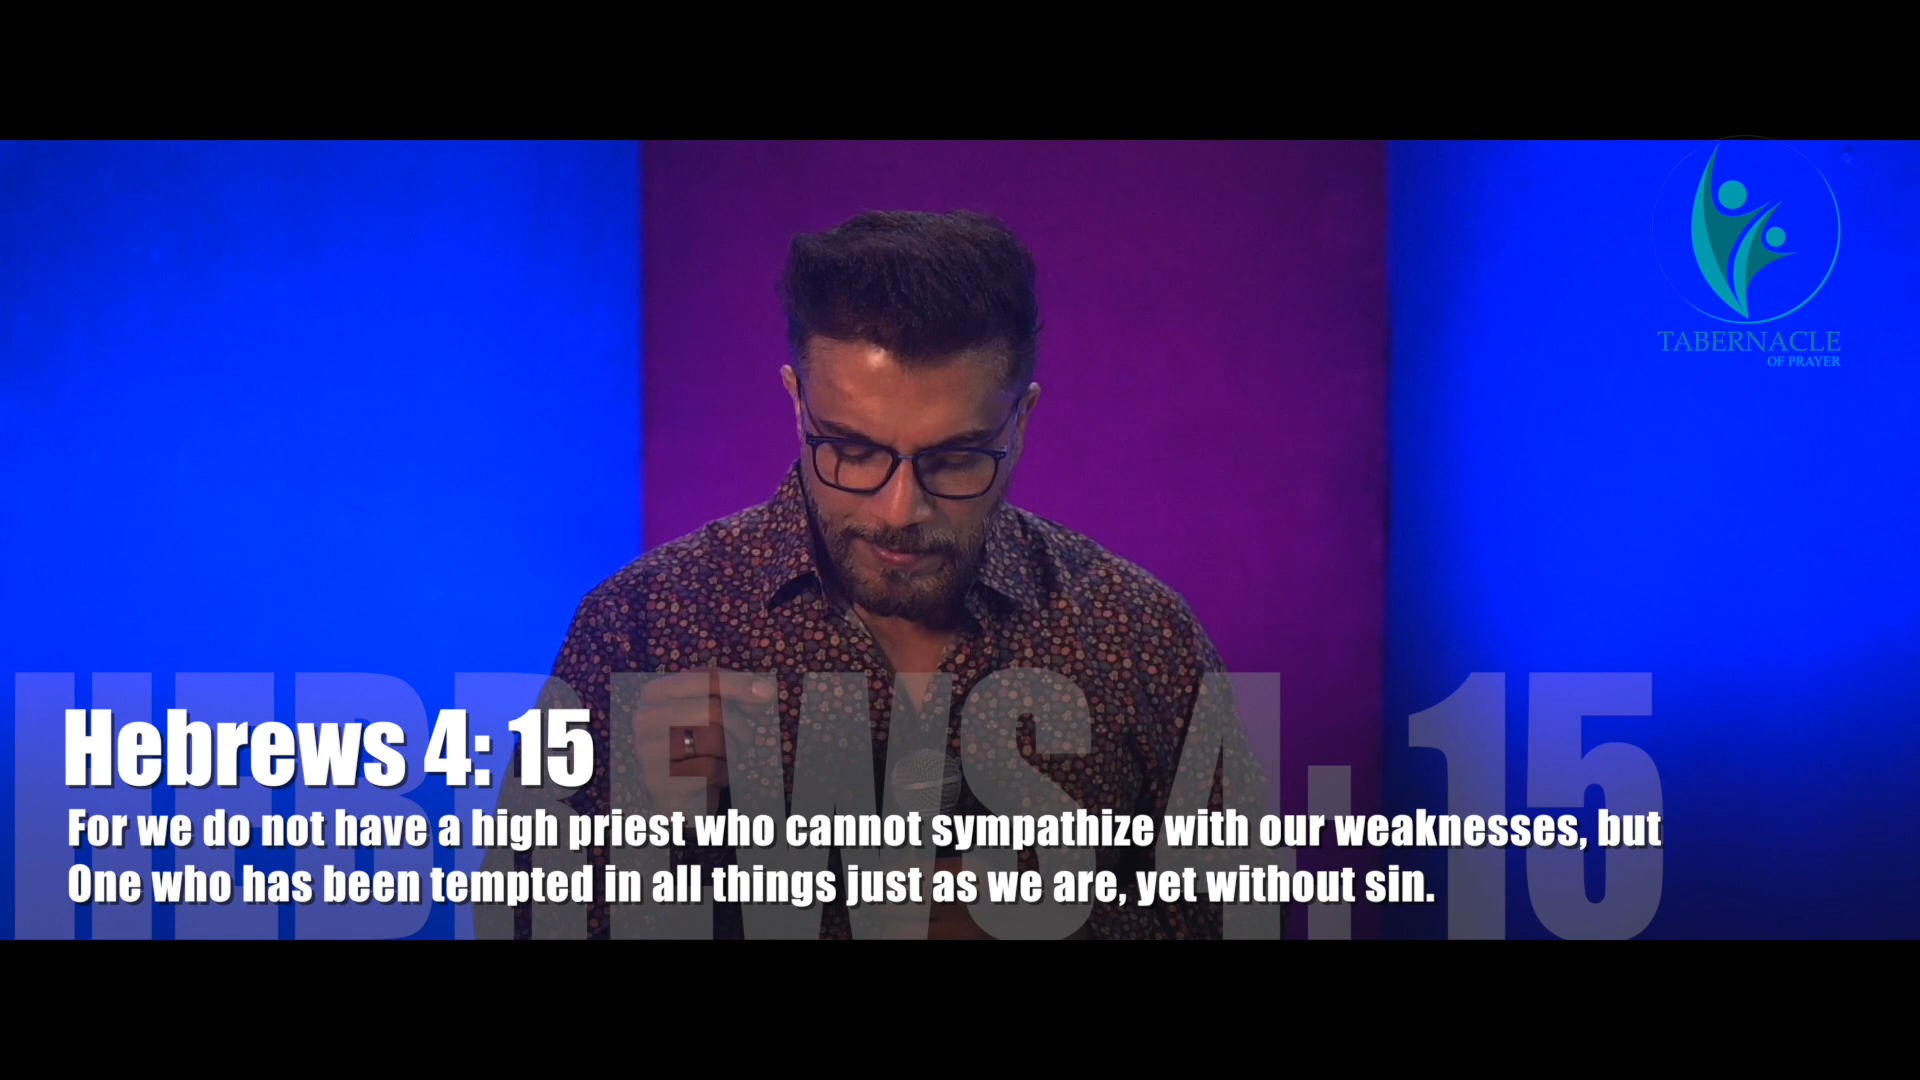 TABERNACLE
OF PRAYER
HEBREWS 4: 15
Hebrews 4: 15
For we do not have a high priest who cannot sympathize with our weaknesses, but
One who has been tempted in all things just as we are, yet without sin.